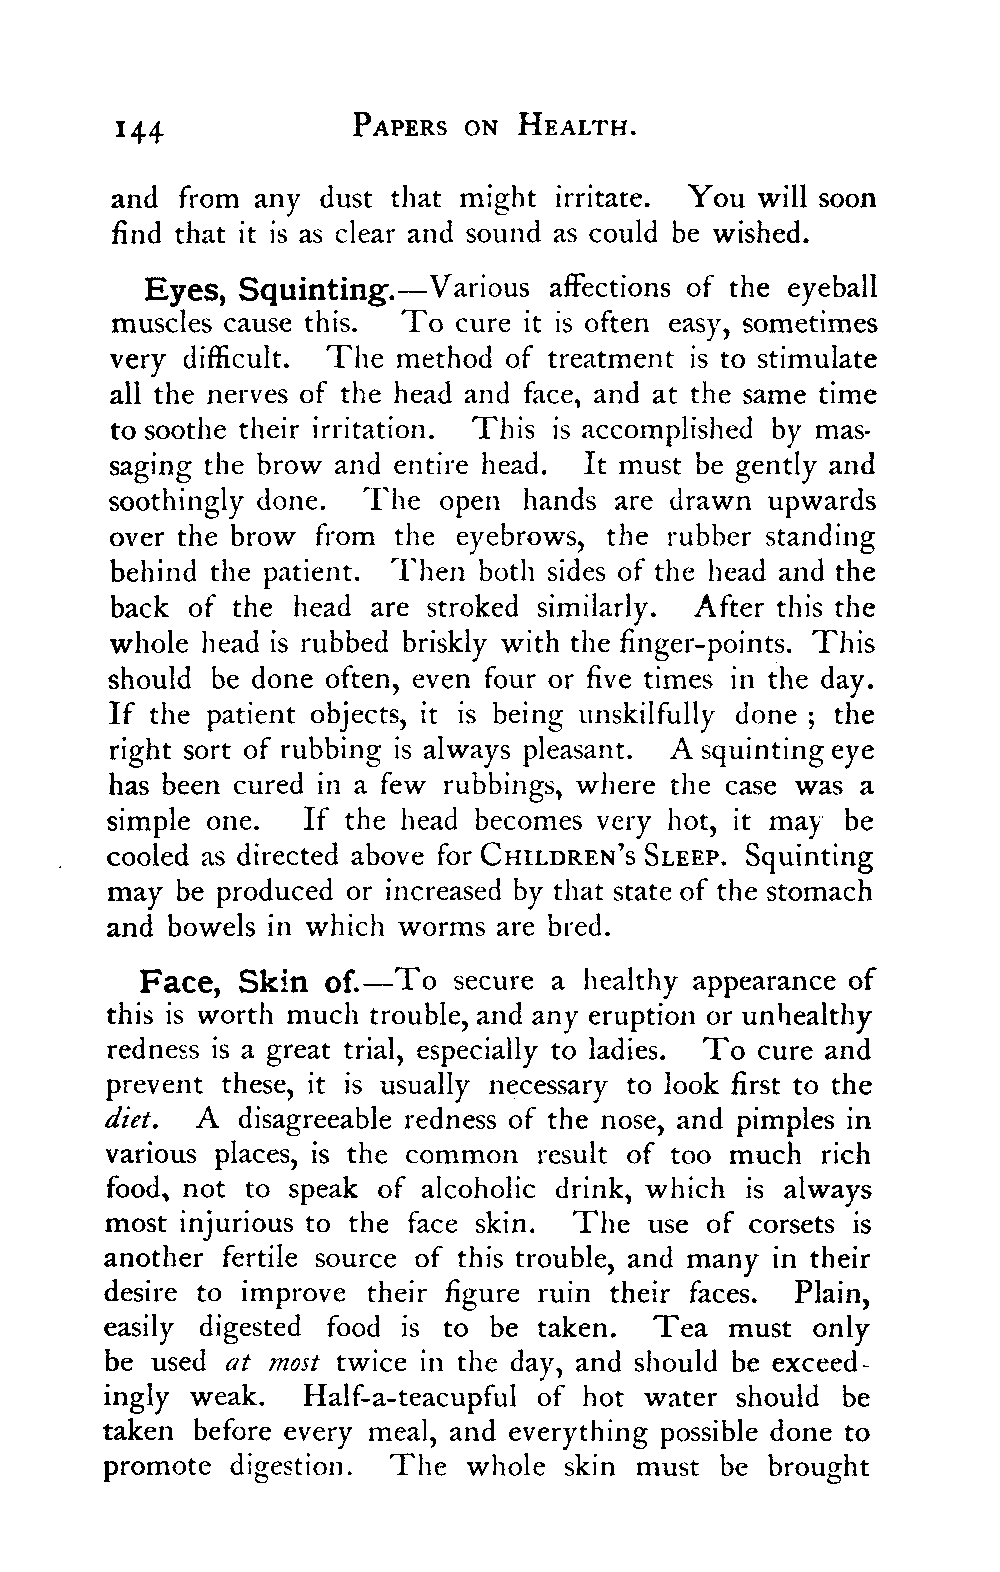 144 PAPERS ON HEALTH.
and from any dust that might irritate. You will soon
find that it is as clear and sound as could be wished.
Eyes, Squinting.—Various affections of the eyeball
muscles cause this. To cure it is often easy, sometimes
very difficult. The method of treatment is to stimulate
all the nerves of the head and face, and at the same time
to soothe their irritation. This is accomplished by mas-
saging the brow and entire head. It must be gently and
soothingly done. The open hands are drawn upwards
over the brow from the eyebrows, the rubber standing
behind the patient. Then both sides of the head and the
back of the head are stroked similarly. After this the
whole head is rubbed briskly with the finger-points. This
should be done often, even four or five times in the day.
If the patient objects, it is being unskilfully done ; the
right sort of rubbing is always pleasant. A squinting eye
has been cured in a few rubbings, where the case was a
simple one. If the head becomes very hot, it may be
cooled as directed above for CHILDREN'S SLEEP. Squinting
may be produced or increased by that state of the stomach
and bowels in which worms are bred.
Face, Skin of.—To secure a healthy appearance of
this is worth much trouble, and any eruption or unhealthy
redness is a great trial, especially to ladies. To cure and
prevent these, it is usually necessary to look first to the
diet. A disagreeable redness of the nose, and pimples in
various places, is the common result of too much rich
food, not to speak of alcoholic drink, which is always
most injurious to the face skin. The use of corsets is
another fertile source of this trouble, and many in their
desire to improve their figure ruin their faces. Plain,
easily digested food is to be taken. Tea must only
be used at most twice in the day, and should be exceed-
ingly weak. Half-a-teacupful of hot water should be
taken before every meal, and everything possible done to
promote digestion. The whole skin must be brought